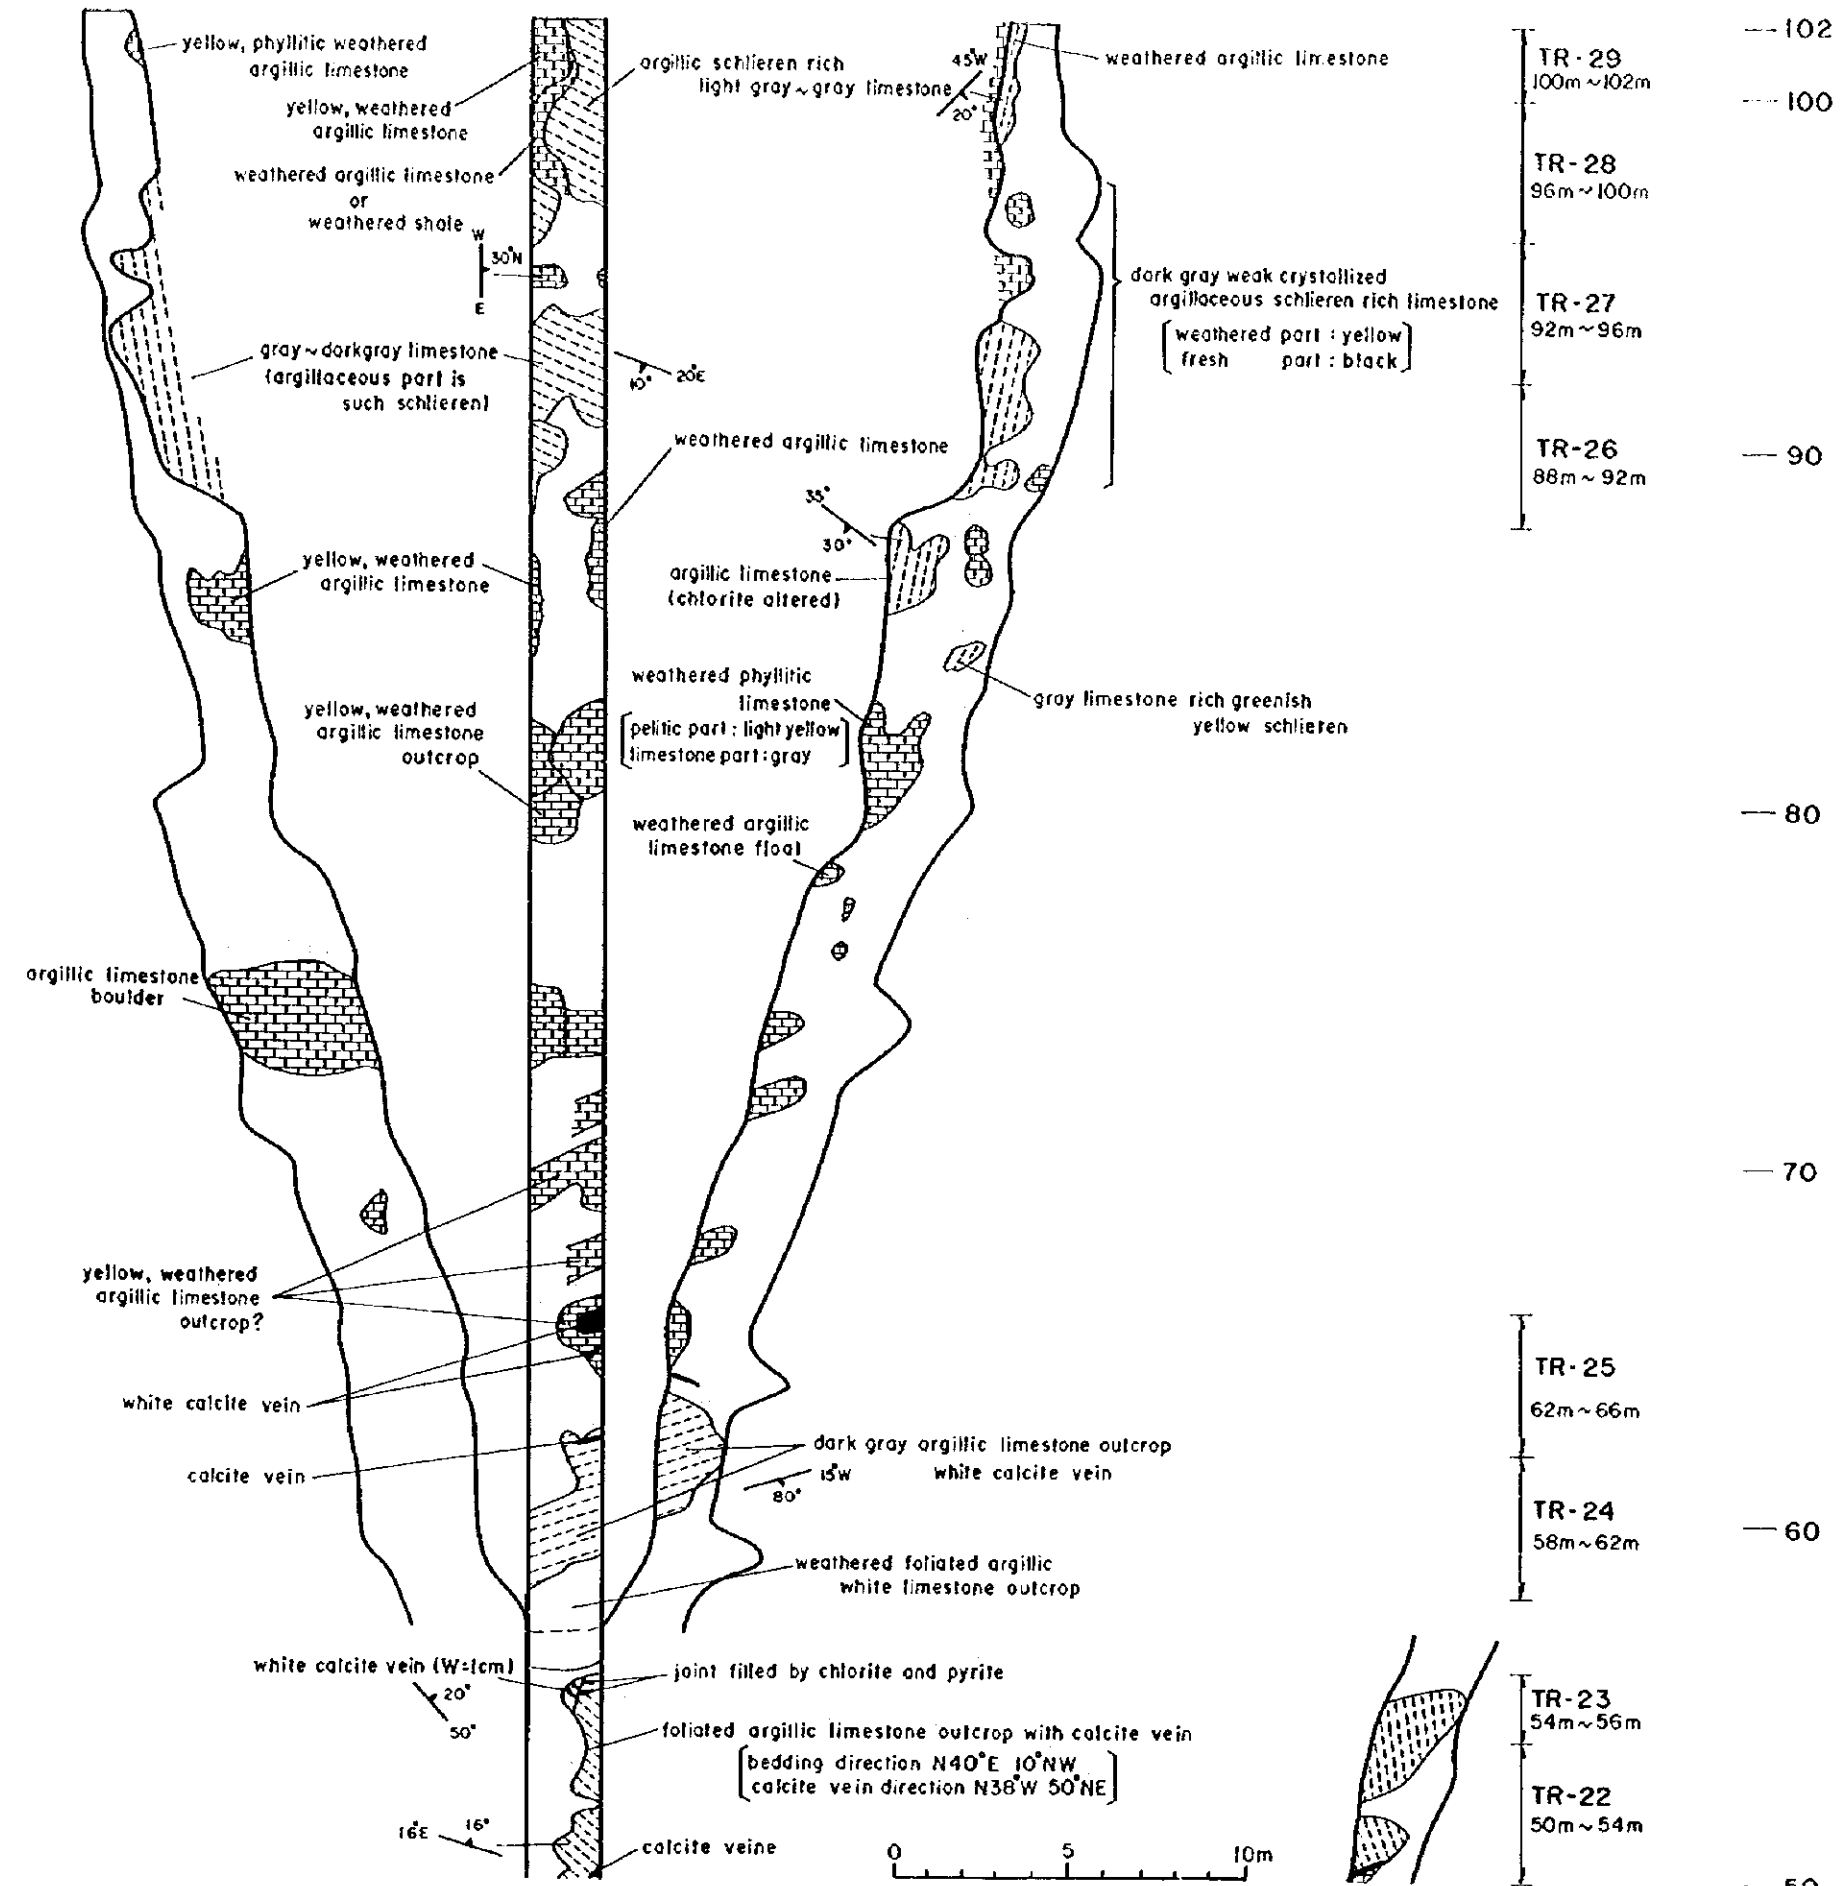 yellow, phyllitic weathered
argillic limestone
yellow, weathered
argillic limestone
weathered argillic limestone
or
weathered shale
W
30°N
E
gray~darkgray limestone
(argillaceous part is
such schlieren)
yellow, weathered
argillic limestone
yellow, weathered
argillic limestone
outcrop
argillic limestone
boulder
yellow, weathered
argillic limestone
outcrop?
white calcite vein
calcite vein
white calcite vein (W=1cm)
20°
50°
16°E
16°
argillic schlieren rich
light gray~gray limestone
45°W
20°
weathered argillic limestone
dark gray weak crystallized
argillaceous schlieren rich limestone
[weathered part : yellow]
[fresh part : black]
10°
20°E
weathered argillic limestone
35°
30°
argillic limestone
(chlorite altered)
weathered phyllitic
limestone
[pelitic part : light yellow]
[limestone part : gray]
gray limestone rich greenish
yellow schlieren
weathered argillic
limestone float
dark gray argillic limestone outcrop
white calcite vein
15°W
80°
weathered foliated argillic
white limestone outcrop
joint filled by chlorite and pyrite
foliated argillic limestone outcrop with calcite vein
[bedding direction N40°E 10°NW]
[calcite vein direction N38°W 50°NE]
calcite veine
0 5 10m
TR-29
100m~102m
TR-28
96m~100m
TR-27
92m~96m
TR-26
88m~92m
TR-25
62m~66m
TR-24
58m~62m
TR-23
54m~56m
TR-22
50m~54m
102
100
90
80
70
60
50